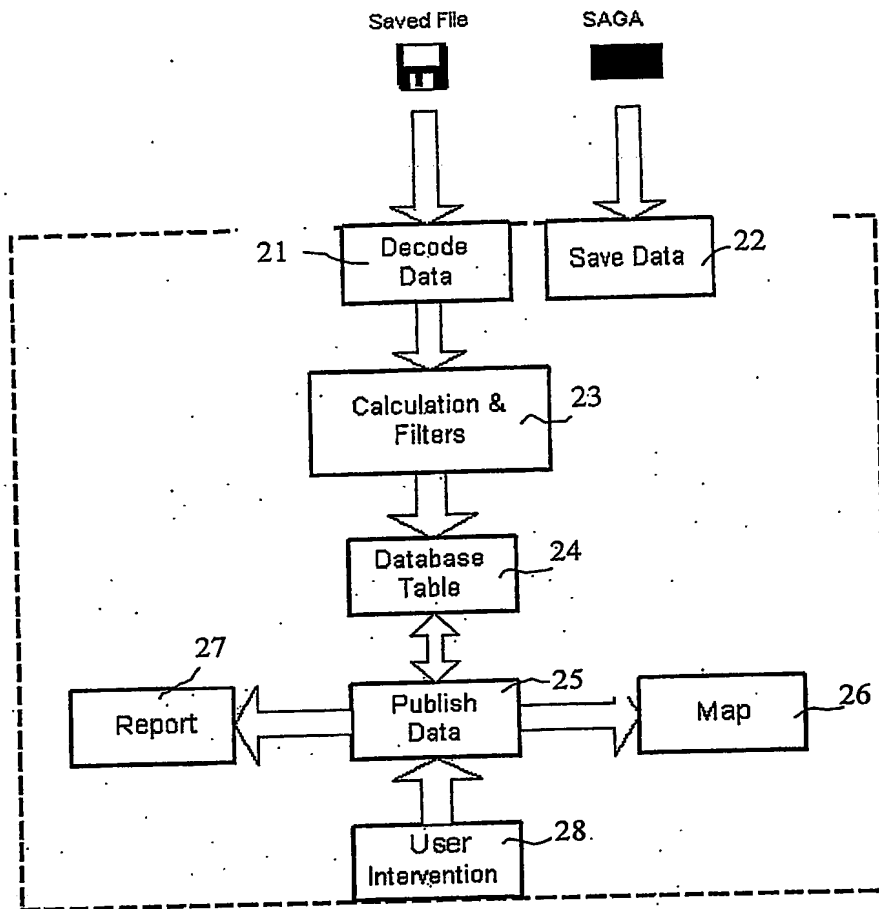 Saved File
SAGA
21
Decode
Data
Save Data
22
Calculation &
Filters
23
Database
Table
24
27
Report
Publish
Data
25
Map
26
User
Intervention
28